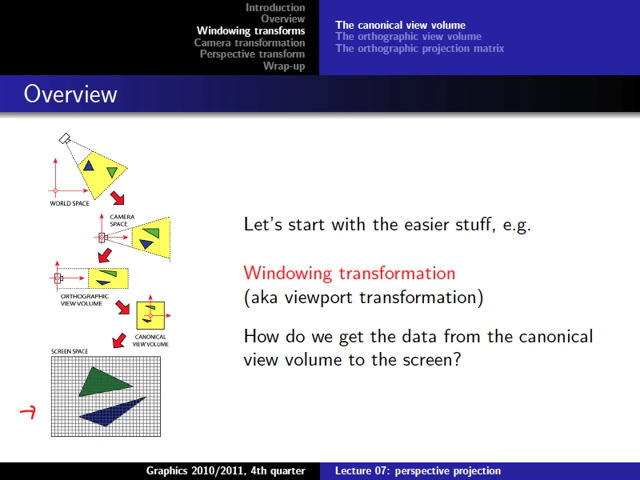 Introduction
Overview
Windowing transforms
Camera transformation
Perspective transform
Wrap-up
The canonical view volume
The orthographic view volume
The orthographic projection matrix
Overview
WORLD SPACE
CAMERA
SPACE
ORTHOGRAPHIC
VIEW VOLUME
CANONICAL
VIEW VOLUME
SCREEN SPACE
Let's start with the easier stuff, e.g.
Windowing transformation
(aka viewport transformation)
How do we get the data from the canonical
view volume to the screen?
Graphics 2010/2011, 4th quarter
Lecture 07: perspective projection